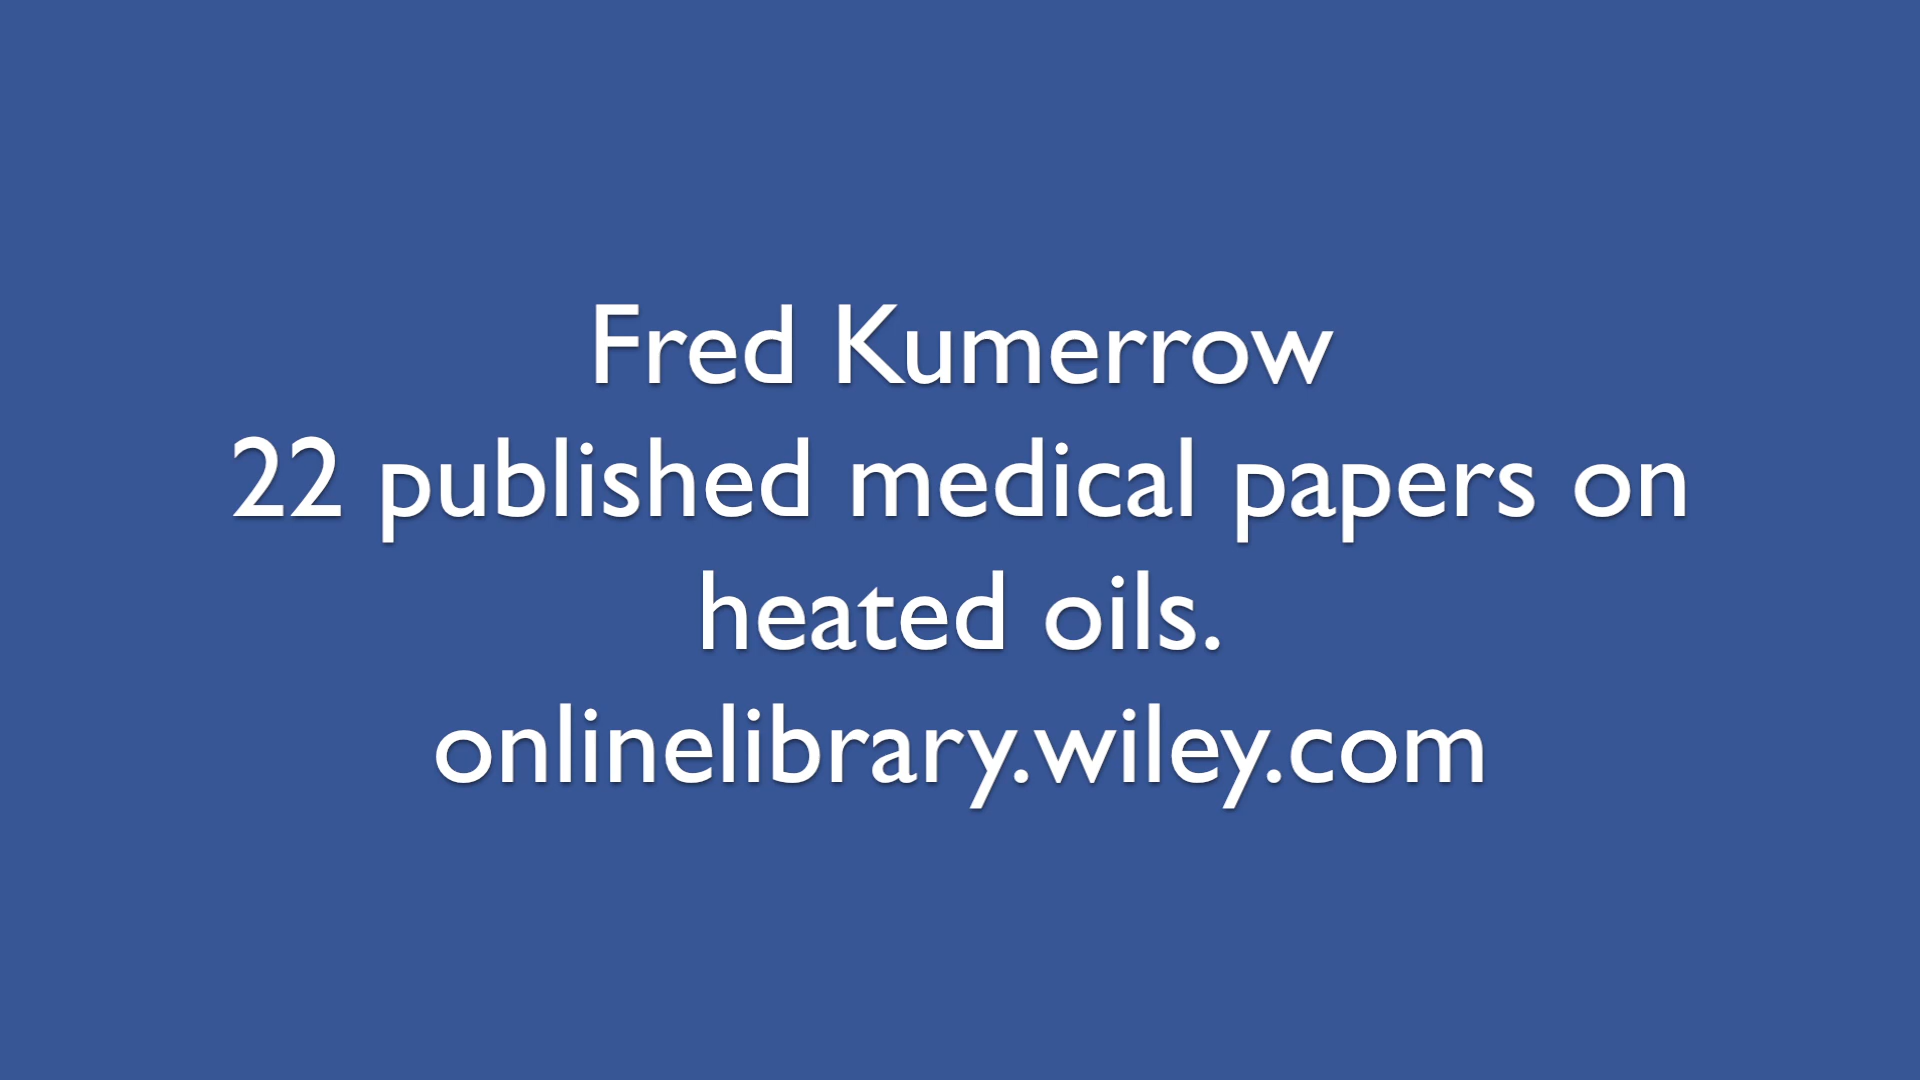 Fred Kumerrow
22 published medical papers on
heated oils.
onlinelibrary.wiley.com